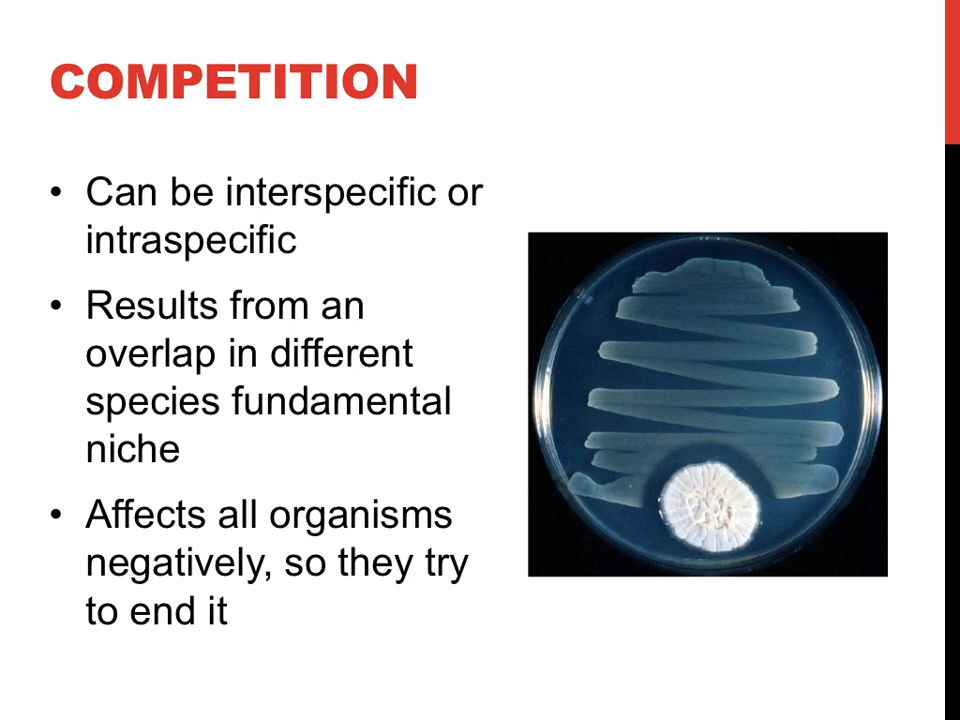 COMPETITION
• Can be interspecific or
intraspecific
• Results from an
overlap in different
species fundamental
niche
• Affects all organisms
negatively, so they try
to end it